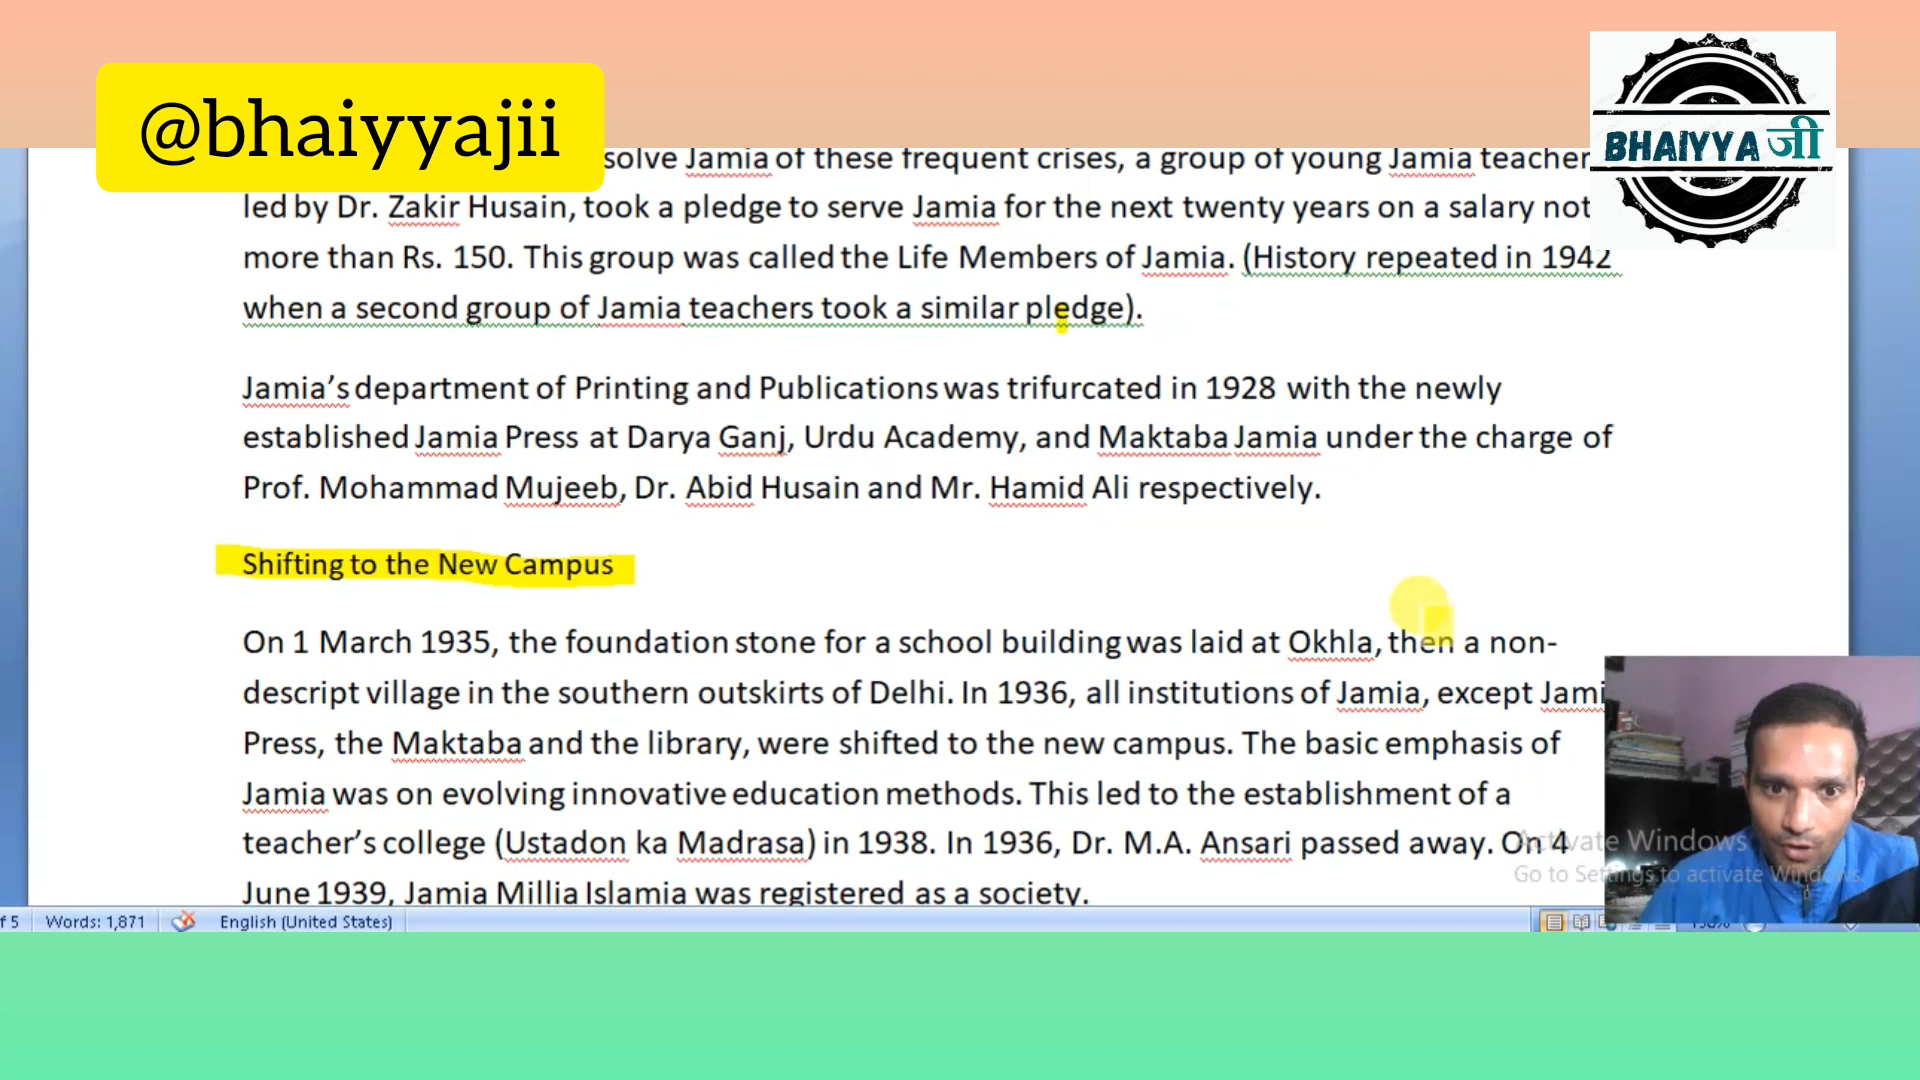 @bhaiyyajii
BHAIYYA जी
solve Jamia of these frequent crises, a group of young Jamia teacher
led by Dr. Zakir Husain, took a pledge to serve Jamia for the next twenty years on a salary not
more than Rs. 150. This group was called the Life Members of Jamia. (History repeated in 1942
when a second group of Jamia teachers took a similar pledge).
Jamia’s department of Printing and Publications was trifurcated in 1928 with the newly
established Jamia Press at Darya Ganj, Urdu Academy, and Maktaba Jamia under the charge of
Prof. Mohammad Mujeeb, Dr. Abid Husain and Mr. Hamid Ali respectively.
Shifting to the New Campus
On 1 March 1935, the foundation stone for a school building was laid at Okhla, then a non-
descript village in the southern outskirts of Delhi. In 1936, all institutions of Jamia, except Jami
Press, the Maktaba and the library, were shifted to the new campus. The basic emphasis of
Jamia was on evolving innovative education methods. This led to the establishment of a
teacher’s college (Ustadon ka Madrasa) in 1938. In 1936, Dr. M.A. Ansari passed away. On 4
June 1939, Jamia Millia Islamia was registered as a society.
Activate Windows
Go to Settings to activate Windows.
f 5 Words: 1,871 English (United States)